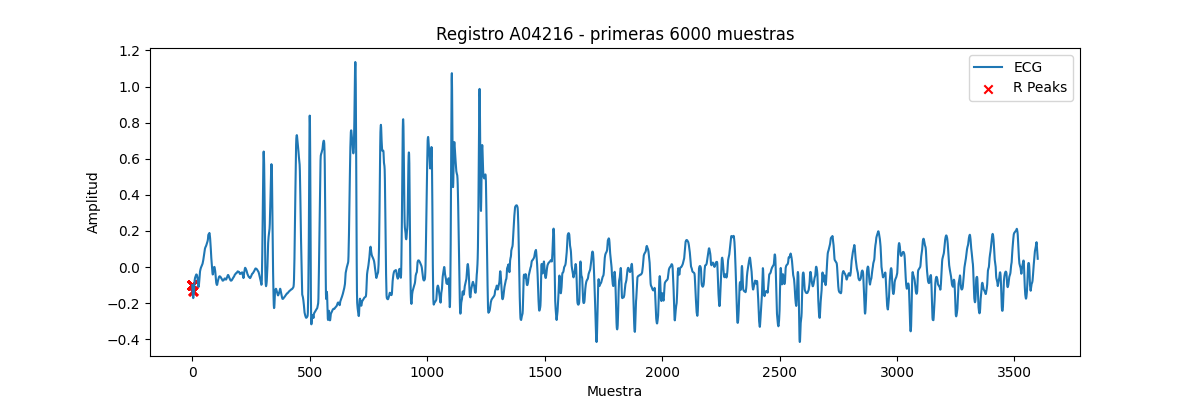 Registro A04216 - primeras 6000 muestras
1.2
1.0
0.8
0.6
0.4
0.2
0.0
−0.2
−0.4
Amplitud
ECG
R Peaks
0 500 1000 1500 2000 2500 3000 3500
Muestra